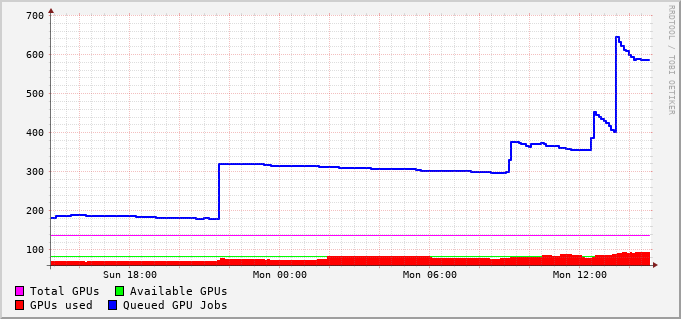 700
600
500
400
300
200
100
Sun 18:00 Mon 00:00 Mon 06:00 Mon 12:00
Total GPUs Available GPUs
GPUs used Queued GPU Jobs
RRDTOOL / TOBI OETIKER